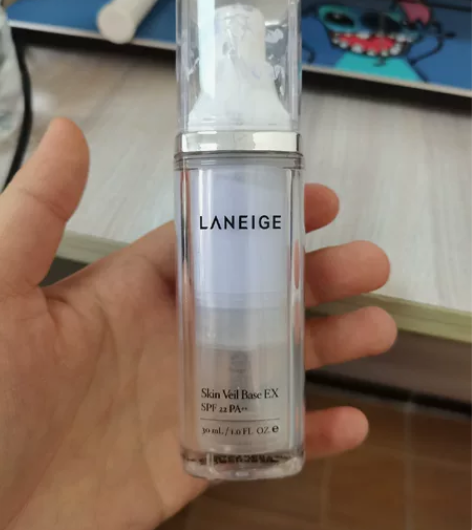 LANEIGE
Skin Veil Base EX
SPF 22 PA++
30 mL / 1.0 FL. OZ. e